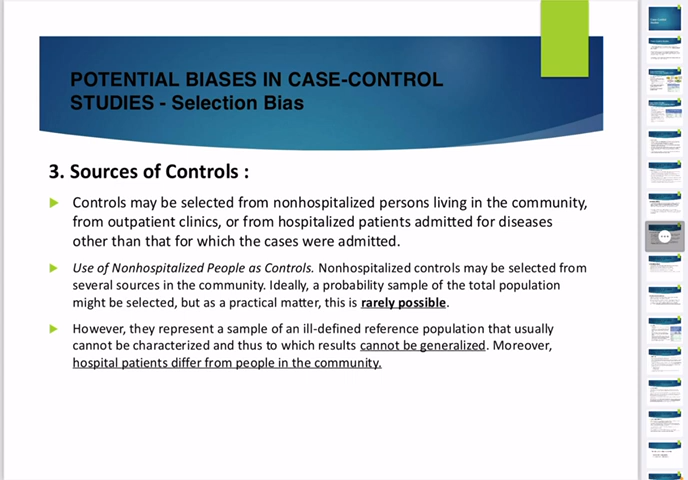 POTENTIAL BIASES IN CASE-CONTROL
STUDIES - Selection Bias
3. Sources of Controls :
Controls may be selected from nonhospitalized persons living in the community,
from outpatient clinics, or from hospitalized patients admitted for diseases
other than that for which the cases were admitted.
Use of Nonhospitalized People as Controls. Nonhospitalized controls may be selected from
several sources in the community. Ideally, a probability sample of the total population
might be selected, but as a practical matter, this is rarely possible.
However, they represent a sample of an ill-defined reference population that usually
cannot be characterized and thus to which results cannot be generalized. Moreover,
hospital patients differ from people in the community.